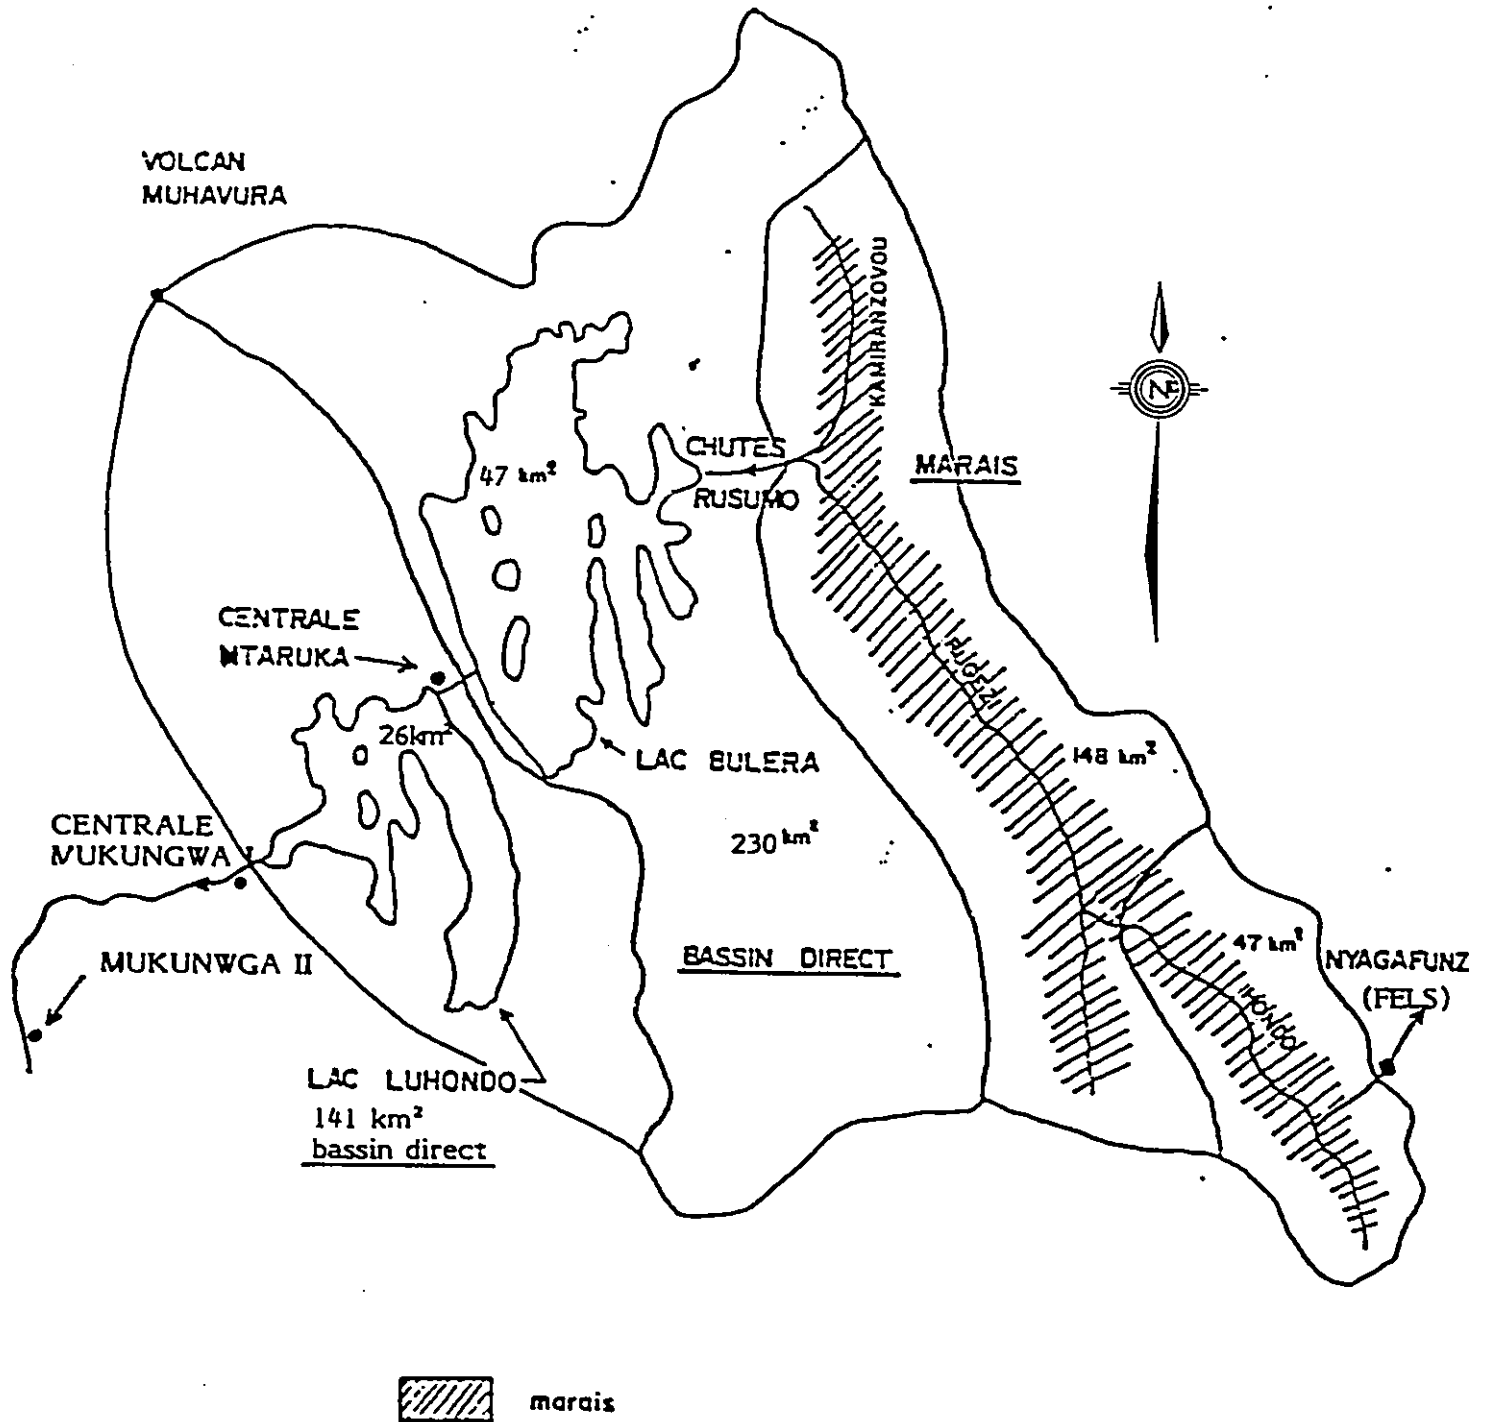 VOLCAN
MUHAVURA
KAMIRANZOVOU
NE
47 km²
CHUTES
RUSUMO
MARAIS
CENTRALE
NTARUKA
RUGEZI
26km²
LAC BULERA
148 km²
CENTRALE
MUKUNGWA I
230 km²
47 km²
MUKUNWGA II
BASSIN DIRECT
NYAGAFUNZ
(FELS)
IHONDO
LAC LUHONDO
141 km²
bassin direct
marais